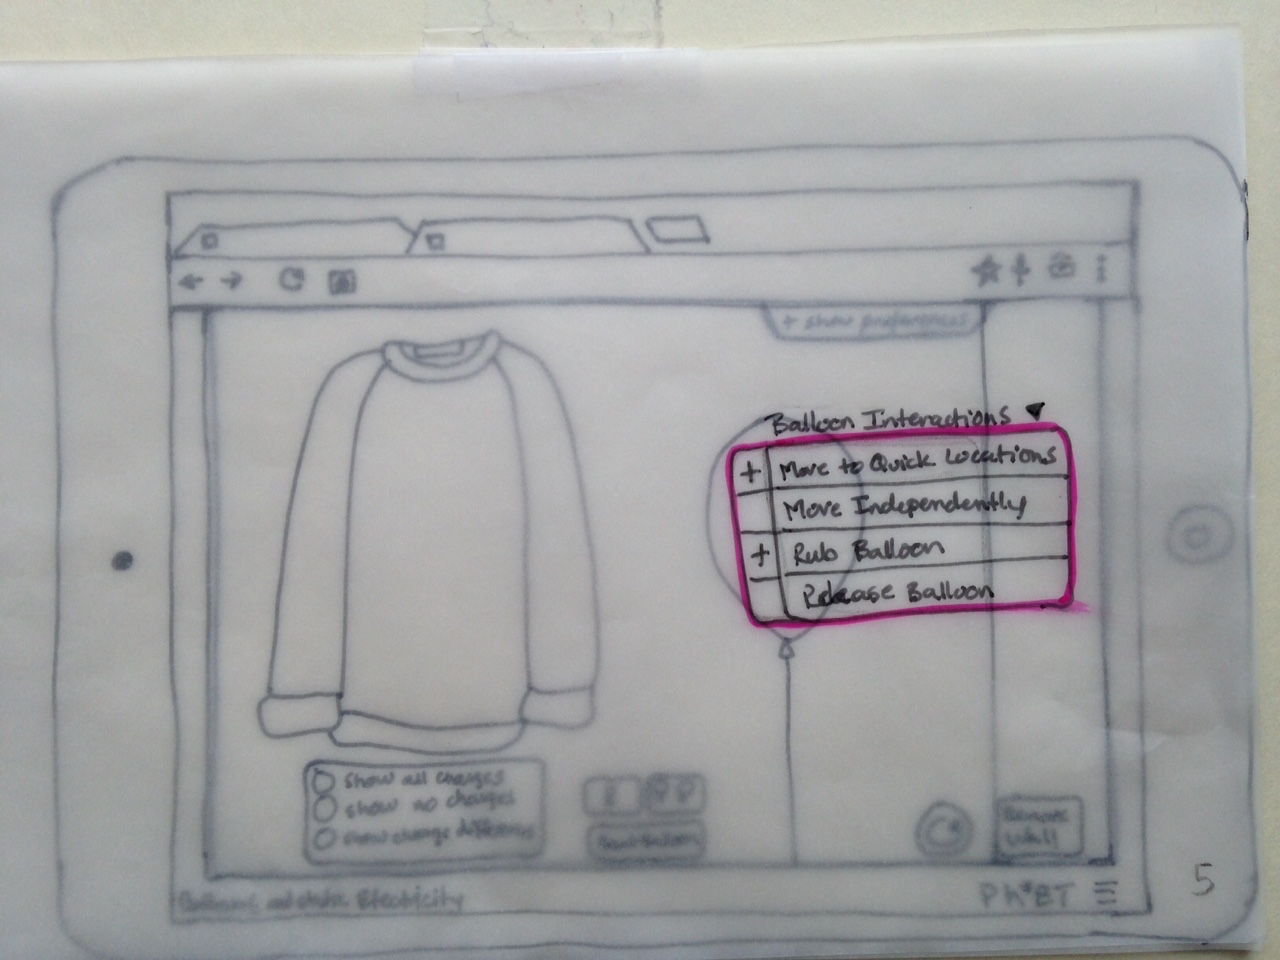 + show preferences
Balloon Interactions ▼
+ Move to Quick Locations
Move Independently
+ Rub Balloon
Release Balloon
show all charges
show no charges
show charge differences
Reset Balloon
Remove
Wall
Balloons and static Electricity
PhET
5